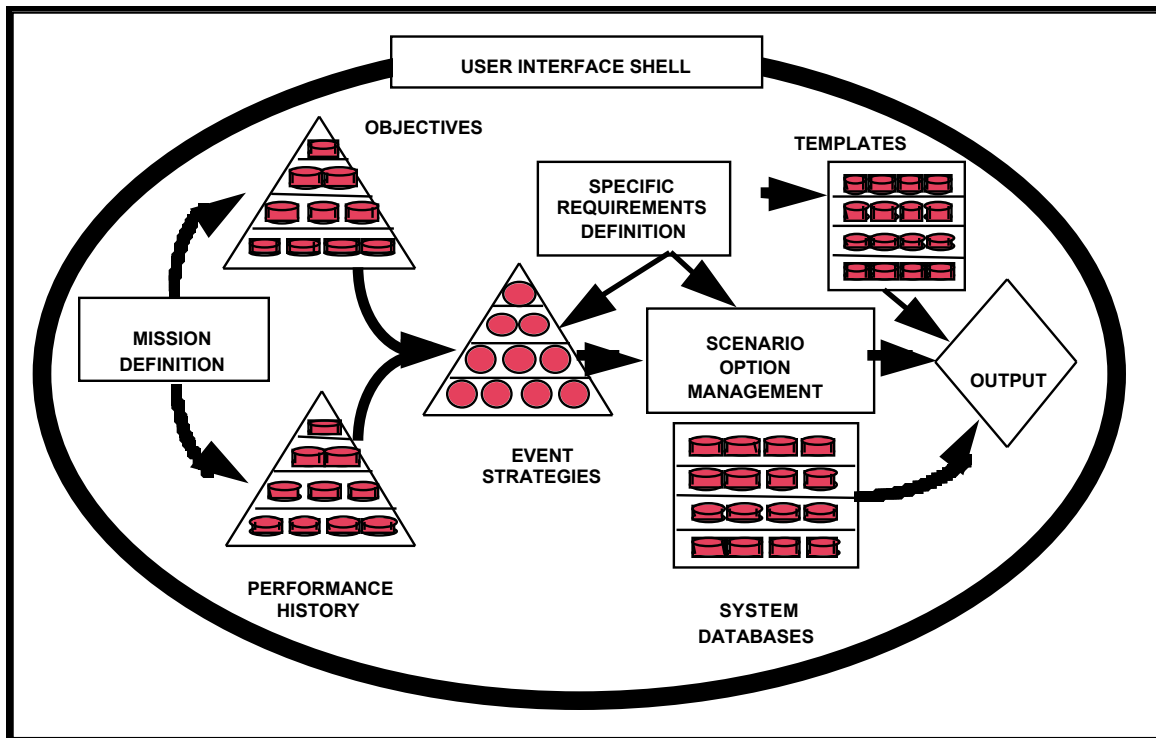 USER INTERFACE SHELL
OBJECTIVES
TEMPLATES
SPECIFIC
REQUIREMENTS
DEFINITION
MISSION
DEFINITION
SCENARIO
OPTION
MANAGEMENT
OUTPUT
EVENT
STRATEGIES
PERFORMANCE
HISTORY
SYSTEM
DATABASES